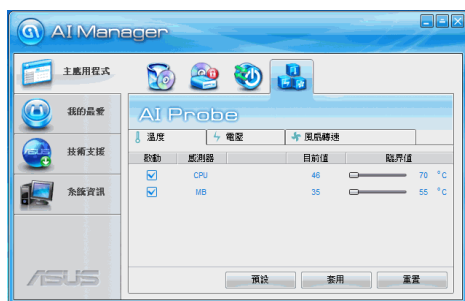 AI Manager
主應用程式
我的最愛
技術支援
系統資訊
AI Probe
溫度 電壓 風扇轉速
啟動 感測器 目前值 臨界值
CPU 46 70 °C
MB 35 55 °C
預設 套用 重置
ASUS